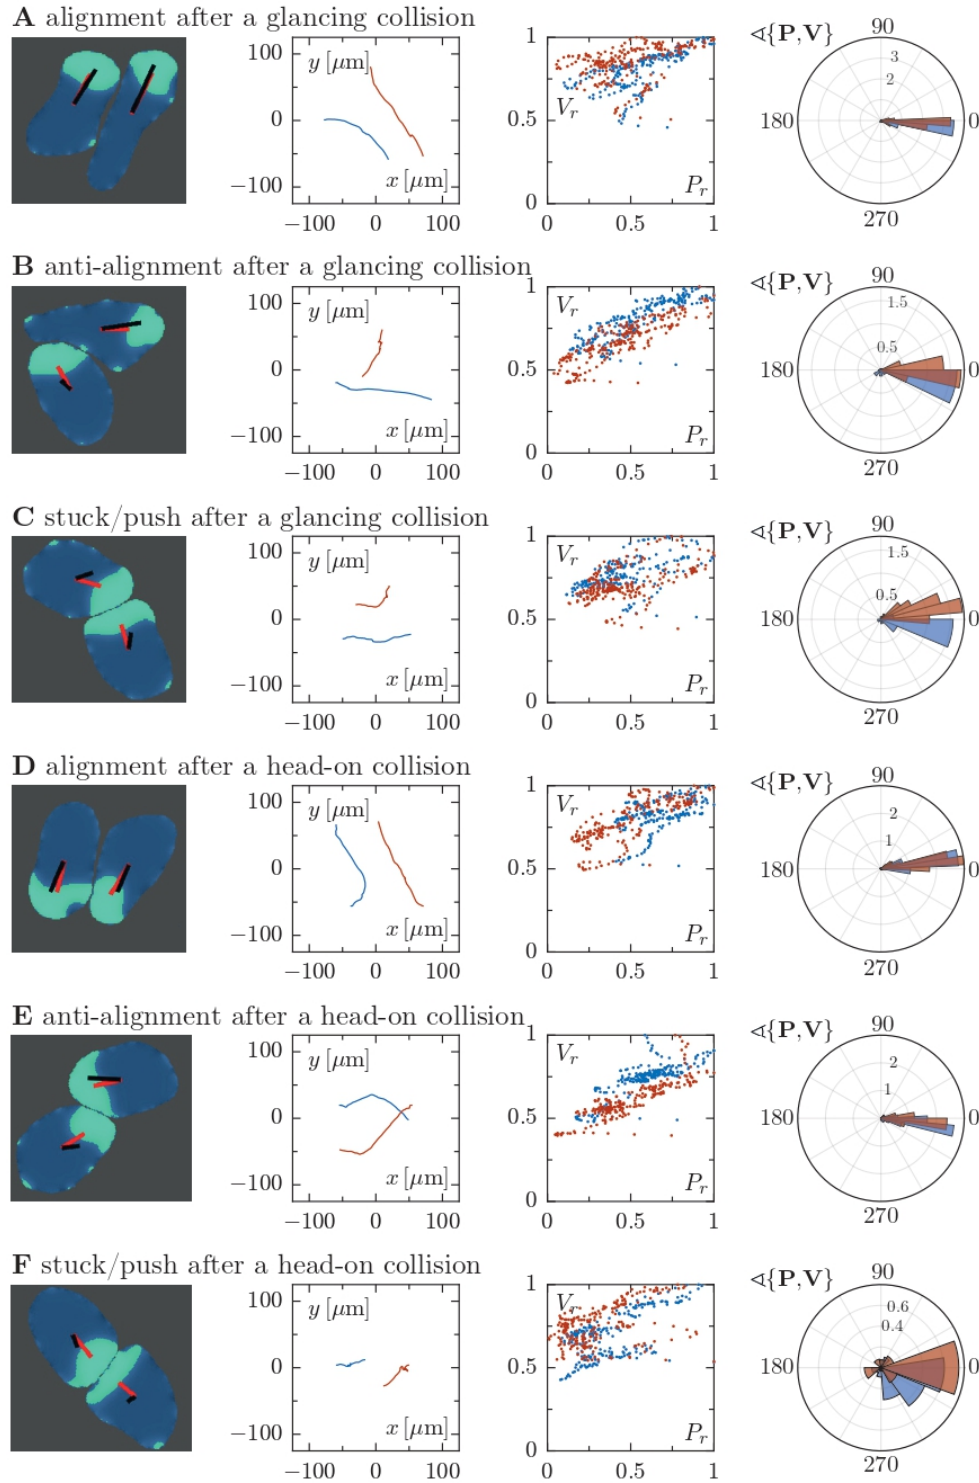 A alignment after a glancing collision
y [μm]
100
0
−100
x [μm]
−100 0 100
1
V_r
0.5
0
P_r
0 0.5 1
∢{P,V}
90
3
2
180
0
270
B anti-alignment after a glancing collision
y [μm]
100
0
−100
x [μm]
−100 0 100
1
V_r
0.5
0
P_r
0 0.5 1
∢{P,V}
90
1.5
0.5
180
0
270
C stuck/push after a glancing collision
y [μm]
100
0
−100
x [μm]
−100 0 100
1
V_r
0.5
0
P_r
0 0.5 1
∢{P,V}
90
1.5
0.5
180
0
270
D alignment after a head-on collision
y [μm]
100
0
−100
x [μm]
−100 0 100
1
V_r
0.5
0
P_r
0 0.5 1
∢{P,V}
90
2
1
180
0
270
E anti-alignment after a head-on collision
y [μm]
100
0
−100
x [μm]
−100 0 100
1
V_r
0.5
0
P_r
0 0.5 1
∢{P,V}
90
2
1
180
0
270
F stuck/push after a head-on collision
y [μm]
100
0
−100
x [μm]
−100 0 100
1
V_r
0.5
0
P_r
0 0.5 1
∢{P,V}
90
0.6
0.4
180
0
270